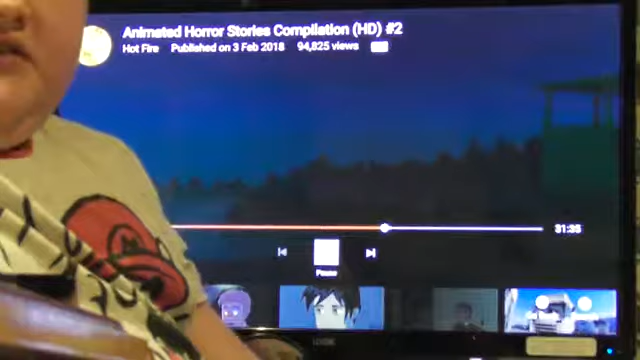 Animated Horror Stories Compilation (HD) #2
Hot Fire Published on 3 Feb 2018 94,825 views
31:35
Pause
M